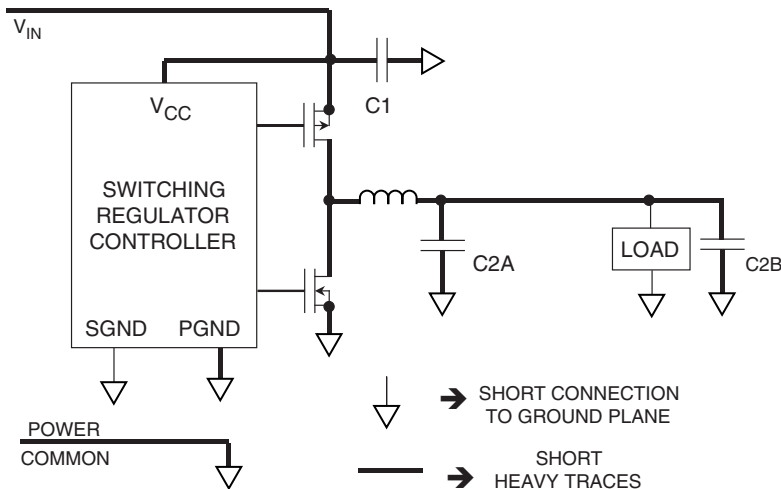 VIN
VCC
C1
SWITCHING
REGULATOR
CONTROLLER
C2A
LOAD
C2B
SGND PGND
SHORT CONNECTION
TO GROUND PLANE
POWER
COMMON
SHORT
HEAVY TRACES